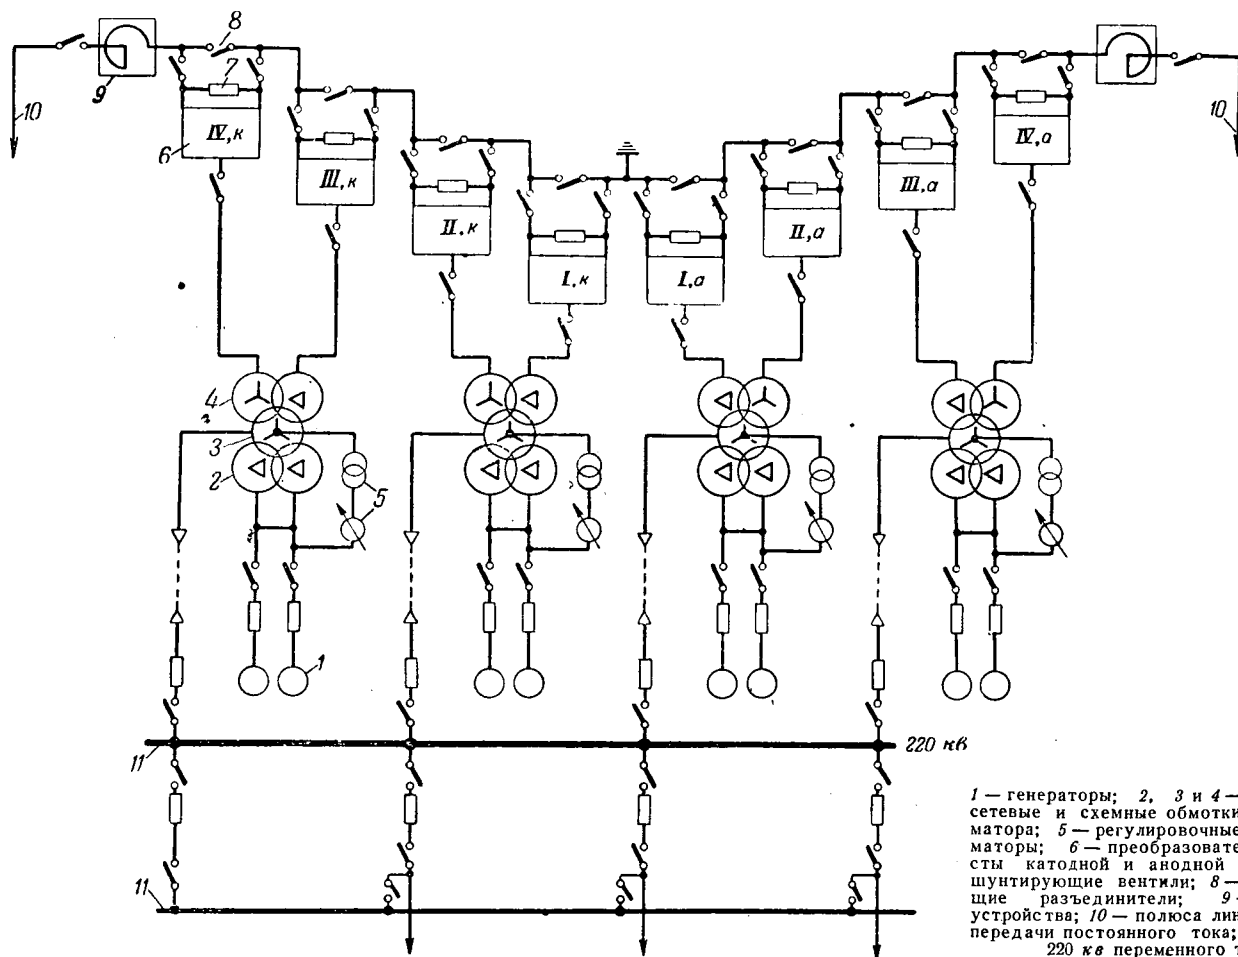 8
7
9
10
6
IV,к
III,к
II,к
I,к
I,а
II,а
III,а
IV,а
10
4
3
2
5
1
220 кв
11
11
1 — генераторы; 2, 3 и 4 —
сетевые и схемные обмотки
матора; 5 — регулировочные
маторы; 6 — преобразовате
сты катодной и анодной
шунтирующие вентили; 8 —
щие разъединители; 9 -
устройства; 10 — полюса лин
передачи постоянного тока;
220 кв переменного т